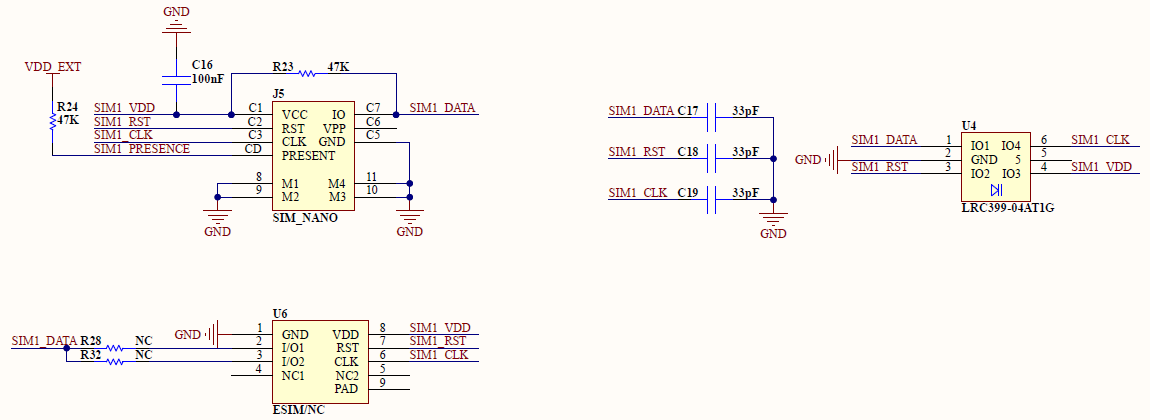 GND
VDD_EXT
C16
100nF
R23 47K
R24
47K
J5
SIM1_VDD C1 VCC IO C7 SIM1_DATA
SIM1_RST C2 RST VPP C6
SIM1_CLK C3 CLK GND C5
SIM1_PRESENCE CD PRESENT
8 M1 M4 11
9 M2 M3 10
GND SIM_NANO GND
SIM1_DATA C17 33pF
SIM1_RST C18 33pF
SIM1_CLK C19 33pF
GND
U4
SIM1_DATA 1 IO1 IO4 6 SIM1_CLK
GND 2 GND 5 5
SIM1_RST 3 IO2 IO3 4 SIM1_VDD
LRC399-04AT1G
U6
GND 1 GND VDD 8 SIM1_VDD
SIM1_DATA R28 NC 2 I/O1 RST 7 SIM1_RST
R32 NC 3 I/O2 CLK 6 SIM1_CLK
4 NC1 NC2 5
PAD 9
ESIM/NC